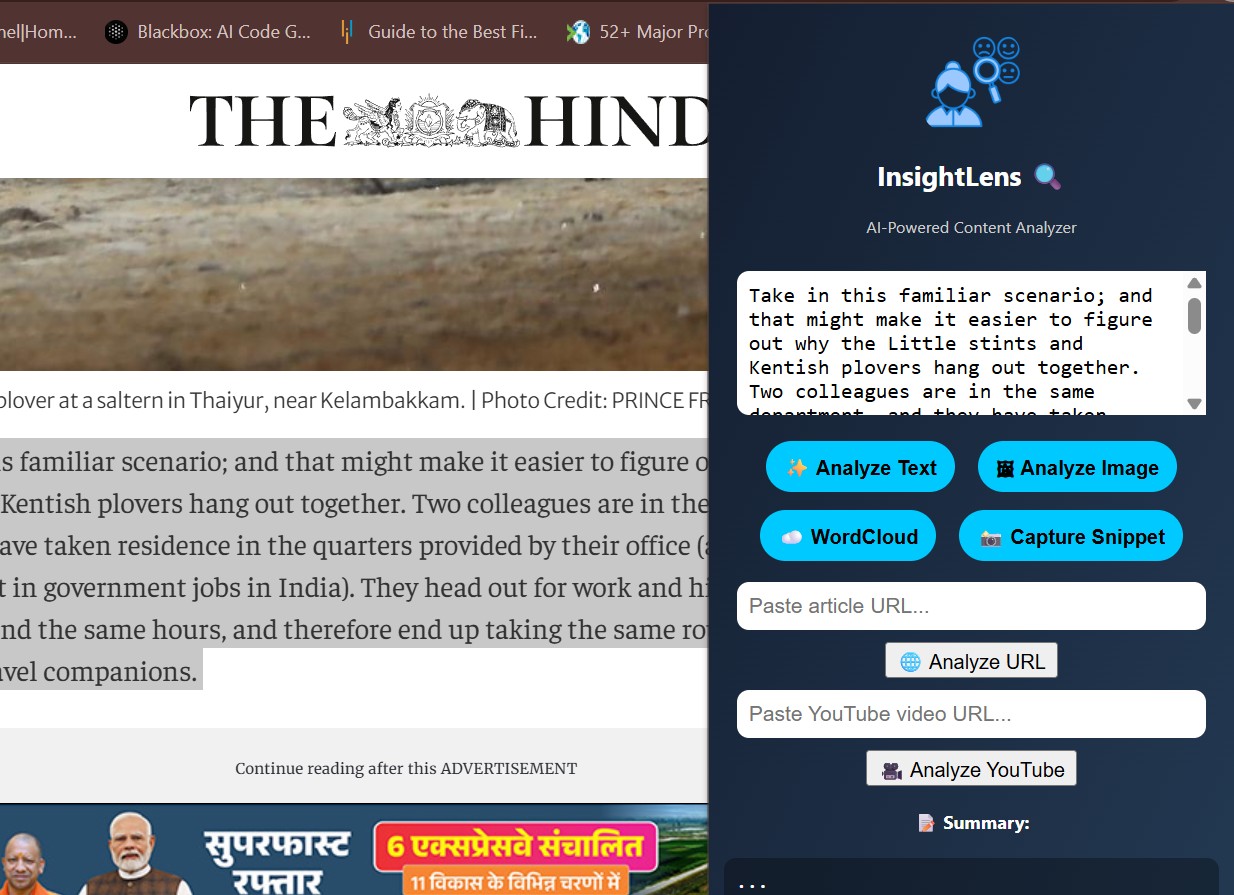 nel|Hom...
Blackbox: AI Code G...
Guide to the Best Fi...
52+ Major Pro
THE HIND
plover at a saltern in Thaiyur, near Kelambakkam. | Photo Credit: PRINCE FR
s familiar scenario; and that might make it easier to figure o
Kentish plovers hang out together. Two colleagues are in the
ave taken residence in the quarters provided by their office (a
t in government jobs in India). They head out for work and hi
nd the same hours, and therefore end up taking the same rou
avel companions.
Continue reading after this ADVERTISEMENT
सुपरफास्ट
रफ्तार
6 एक्सप्रेसवे संचालित
11 विकास के विभिन्न चरणों में
InsightLens
AI-Powered Content Analyzer
Take in this familiar scenario; and
that might make it easier to figure
out why the Little stints and
Kentish plovers hang out together.
Two colleagues are in the same
department, and they have taken
Analyze Text
Analyze Image
WordCloud
Capture Snippet
Paste article URL...
Analyze URL
Paste YouTube video URL...
Analyze YouTube
Summary:
...